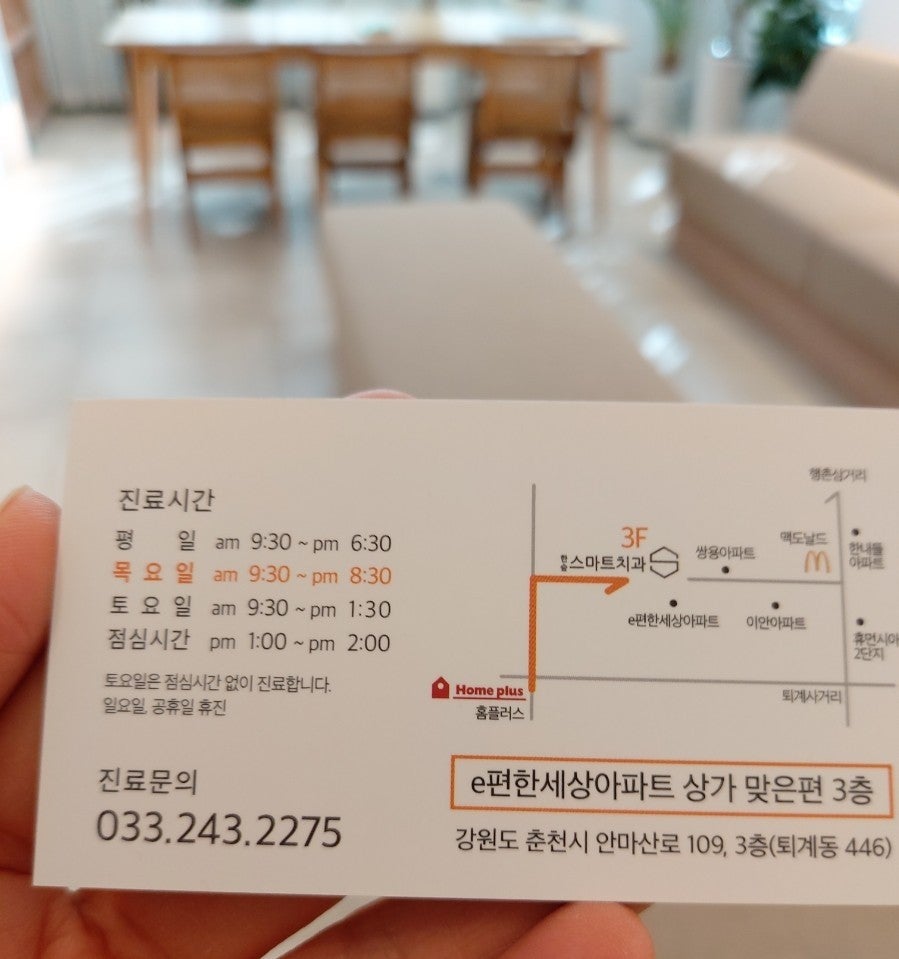 진료시간
평 일 am 9:30 ~ pm 6:30
목 요 일 am 9:30 ~ pm 8:30
토 요 일 am 9:30 ~ pm 1:30
점심시간 pm 1:00 ~ pm 2:00
토요일은 점심시간 없이 진료합니다.
일요일, 공휴일 휴진
진료문의
033.243.2275
행촌삼거리
3F
한숲스마트치과
쌍용아파트
맥도날드
한내들
아파트
e편한세상아파트
이안아파트
휴먼시아
2단지
Home plus
홈플러스
퇴계사거리
e편한세상아파트 상가 맞은편 3층
강원도 춘천시 안마산로 109, 3층(퇴계동 446)